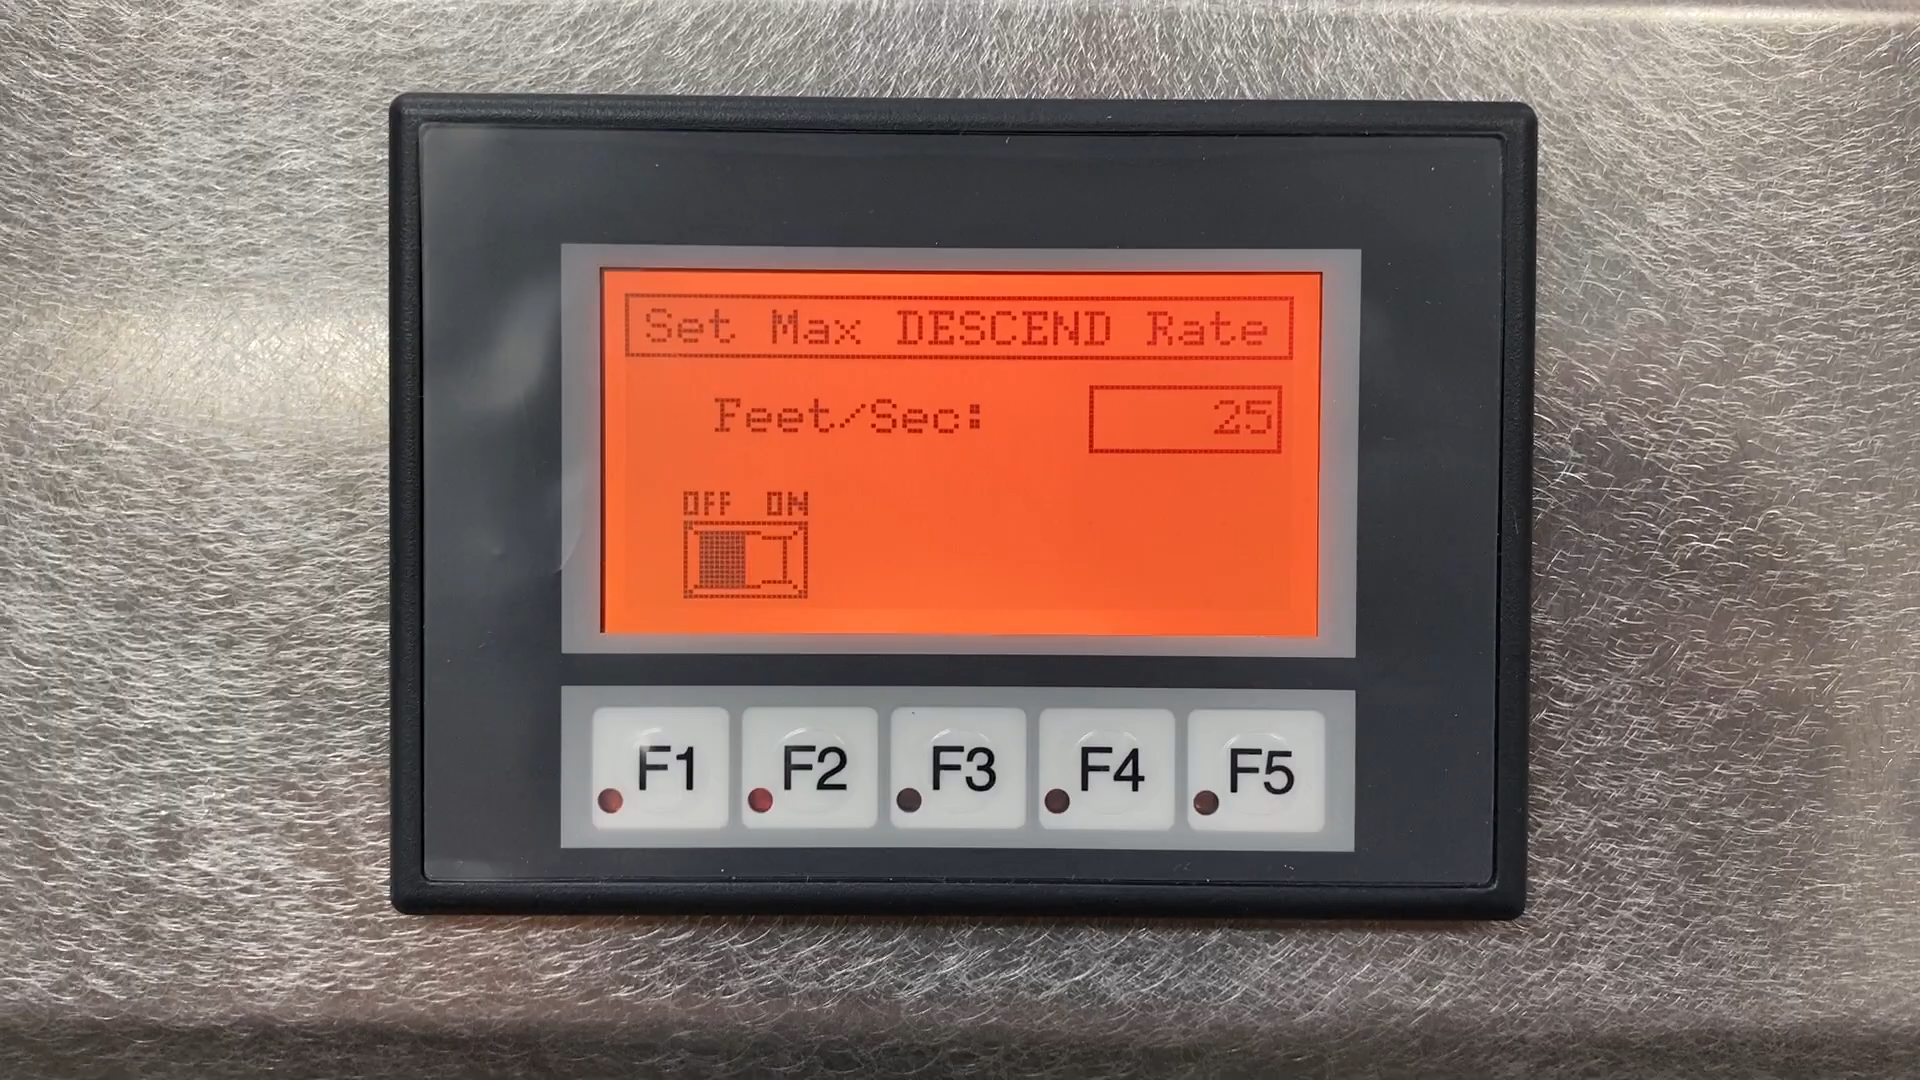 Set Max DESCEND Rate
Feet/Sec: 25
OFF ON
F1 F2 F3 F4 F5